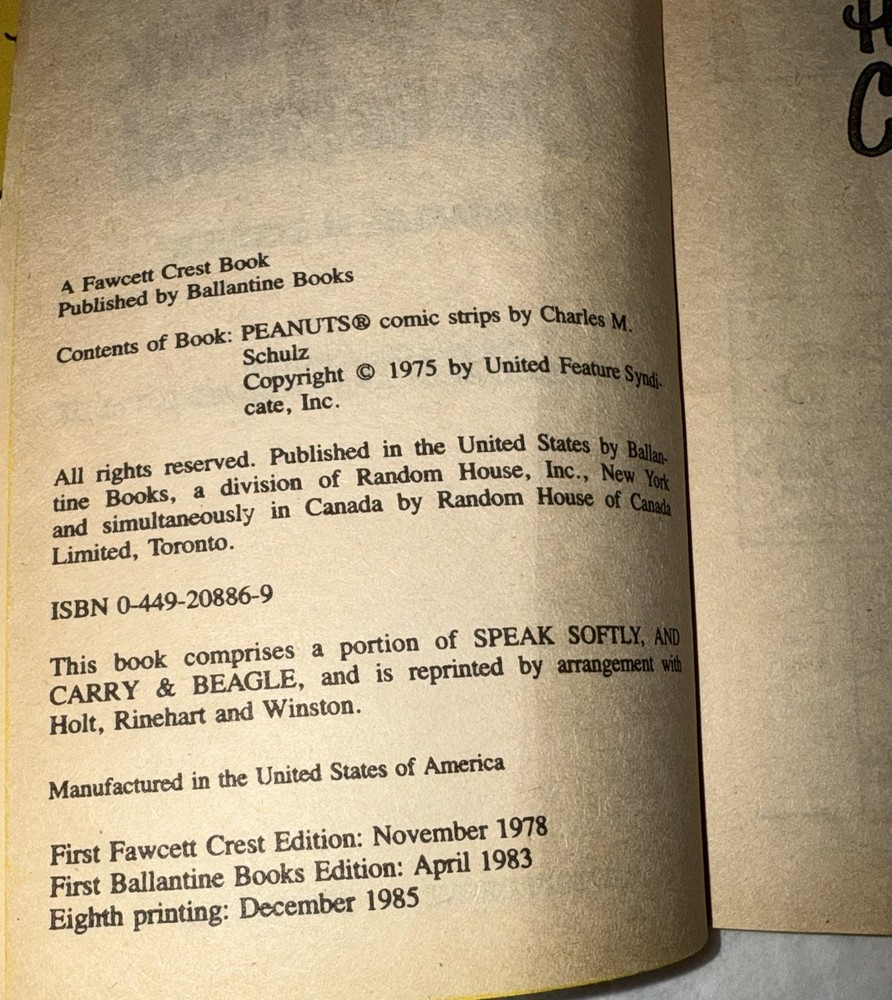 A Fawcett Crest Book
Published by Ballantine Books
Contents of Book: PEANUTS® comic strips by Charles M.
Schulz
Copyright © 1975 by United Feature Syndi-
cate, Inc.
All rights reserved. Published in the United States by Ballan-
tine Books, a division of Random House, Inc., New York
and simultaneously in Canada by Random House of Canada
Limited, Toronto.
ISBN 0-449-20886-9
This book comprises a portion of SPEAK SOFTLY, AND
CARRY & BEAGLE, and is reprinted by arrangement with
Holt, Rinehart and Winston.
Manufactured in the United States of America
First Fawcett Crest Edition: November 1978
First Ballantine Books Edition: April 1983
Eighth printing: December 1985